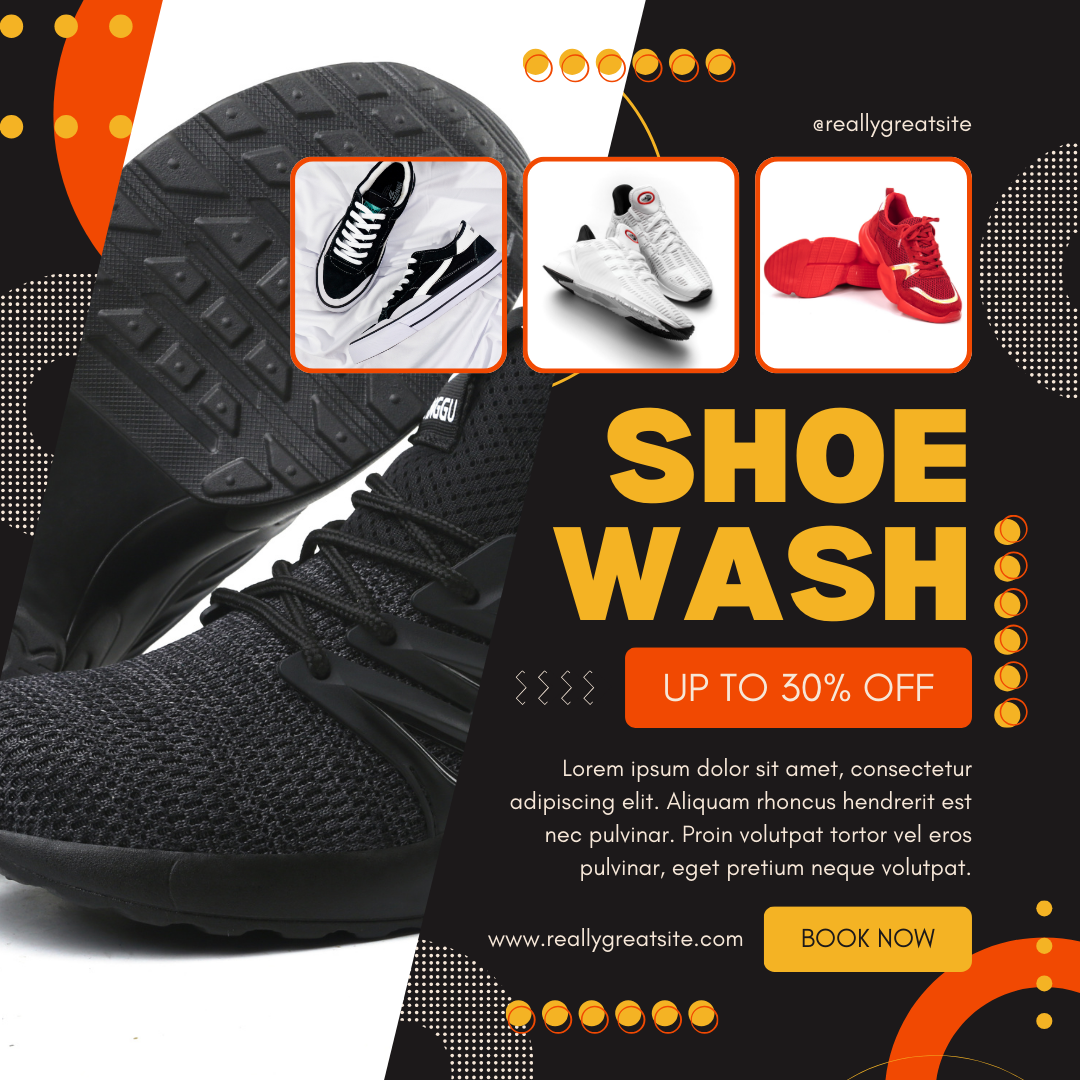 @reallygreatsite
SHOE
WASH
UP TO 30% OFF
Lorem ipsum dolor sit amet, consectetur
adipiscing elit. Aliquam rhoncus hendrerit est
nec pulvinar. Proin volutpat tortor vel eros
pulvinar, eget pretium neque volutpat.
www.reallygreatsite.com
BOOK NOW